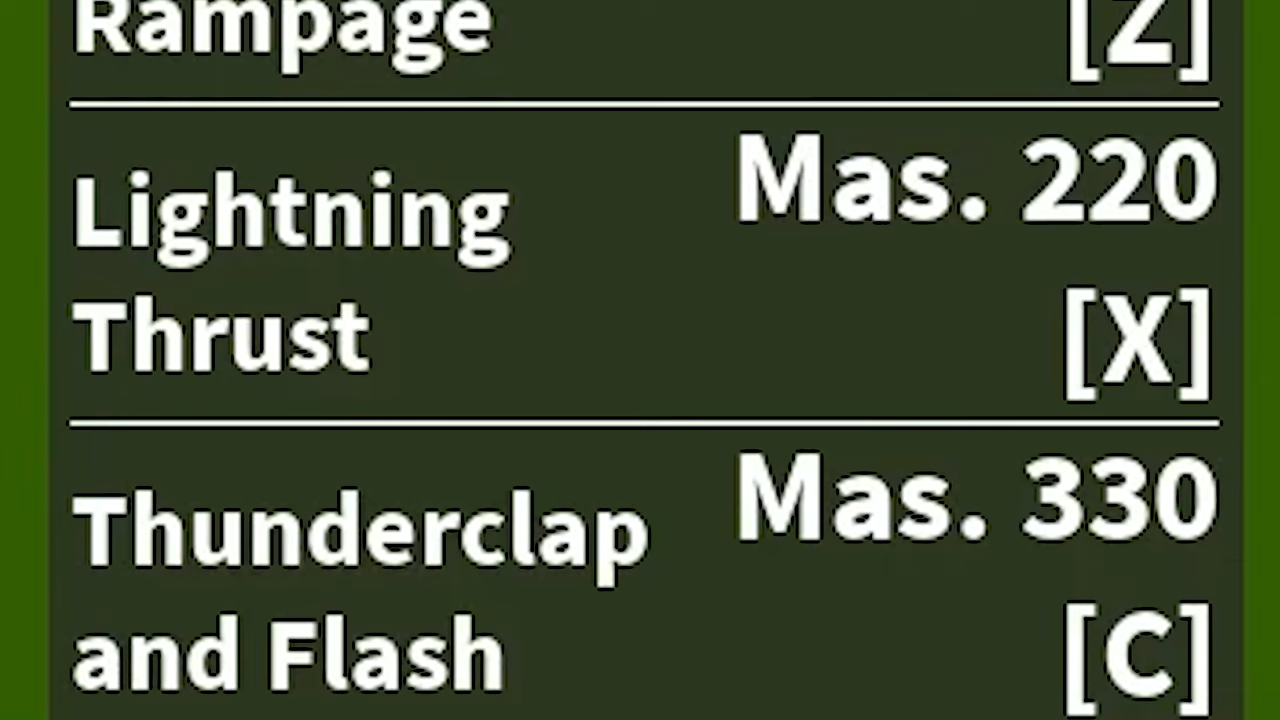 Rampage [Z]
Lightning Mas. 220
Thrust [X]
Thunderclap Mas. 330
and Flash [C]